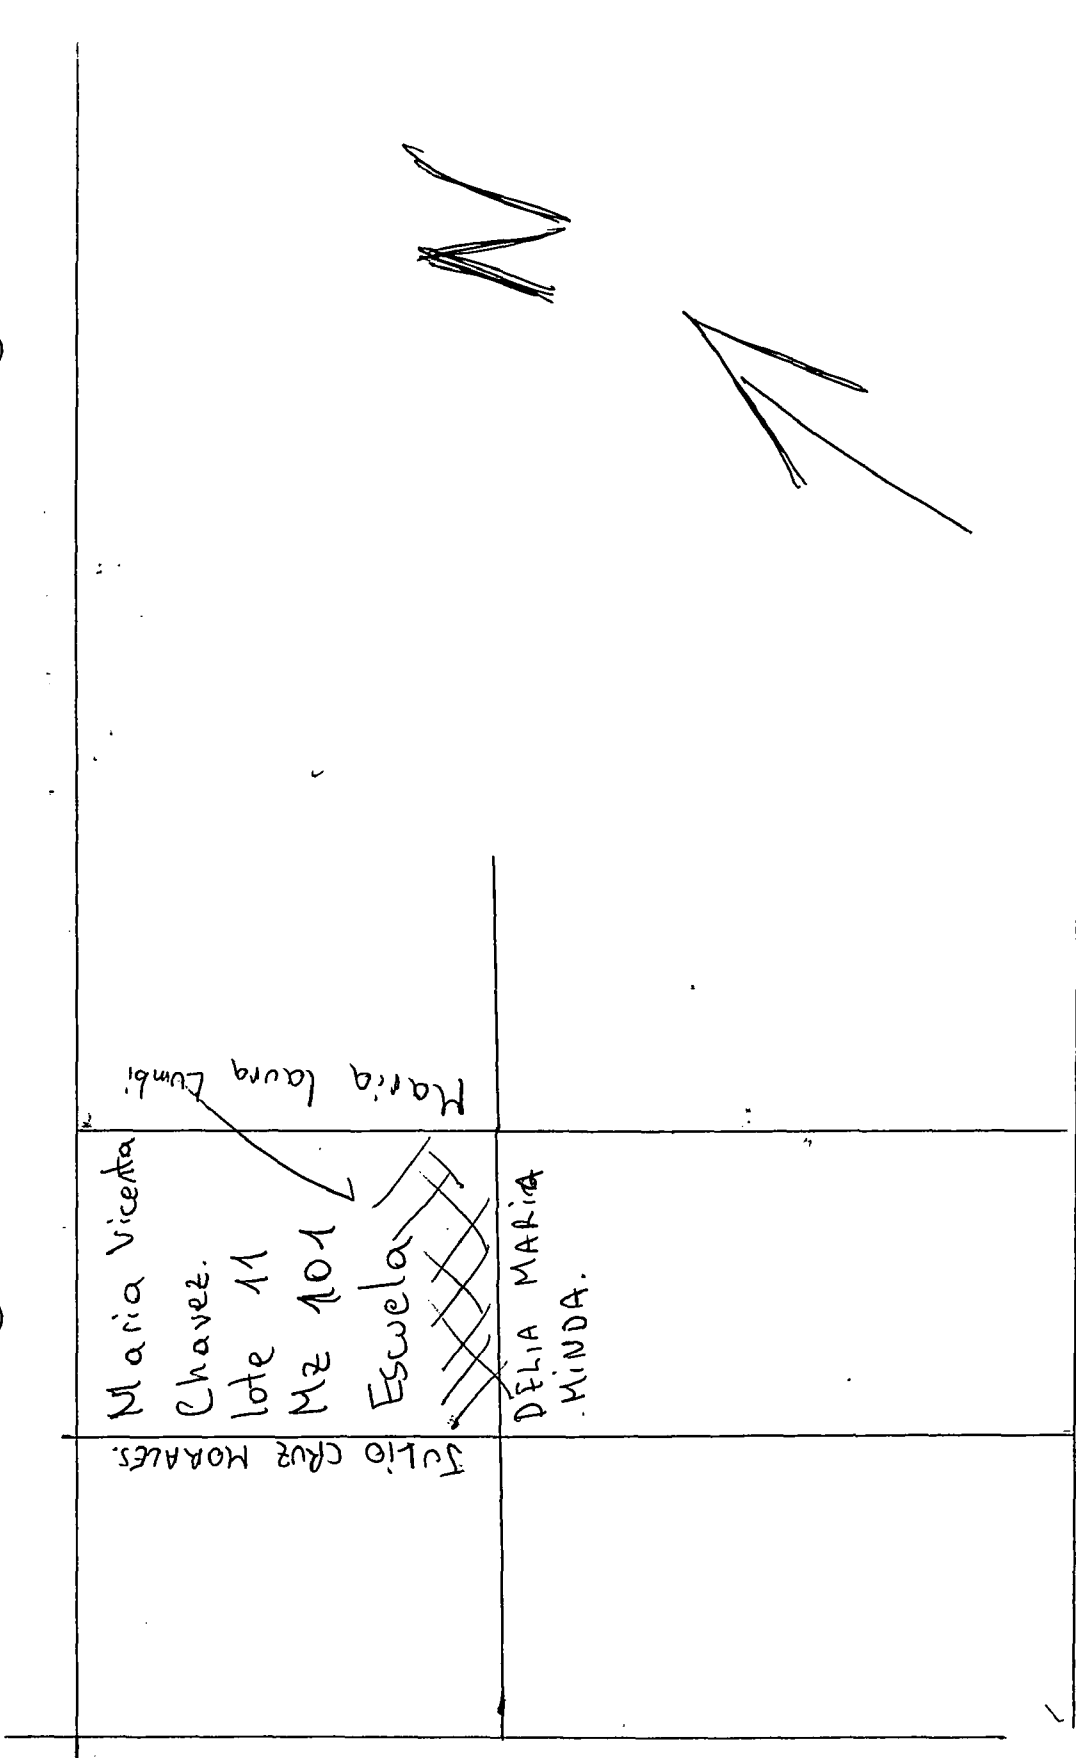 N
Maria Vicenta
Chavez.
lote 11
Mz 101
Escuela
Maria laura Cumbi
JULIO CRUZ MORALES.
DELIA MARIA
MINDA.